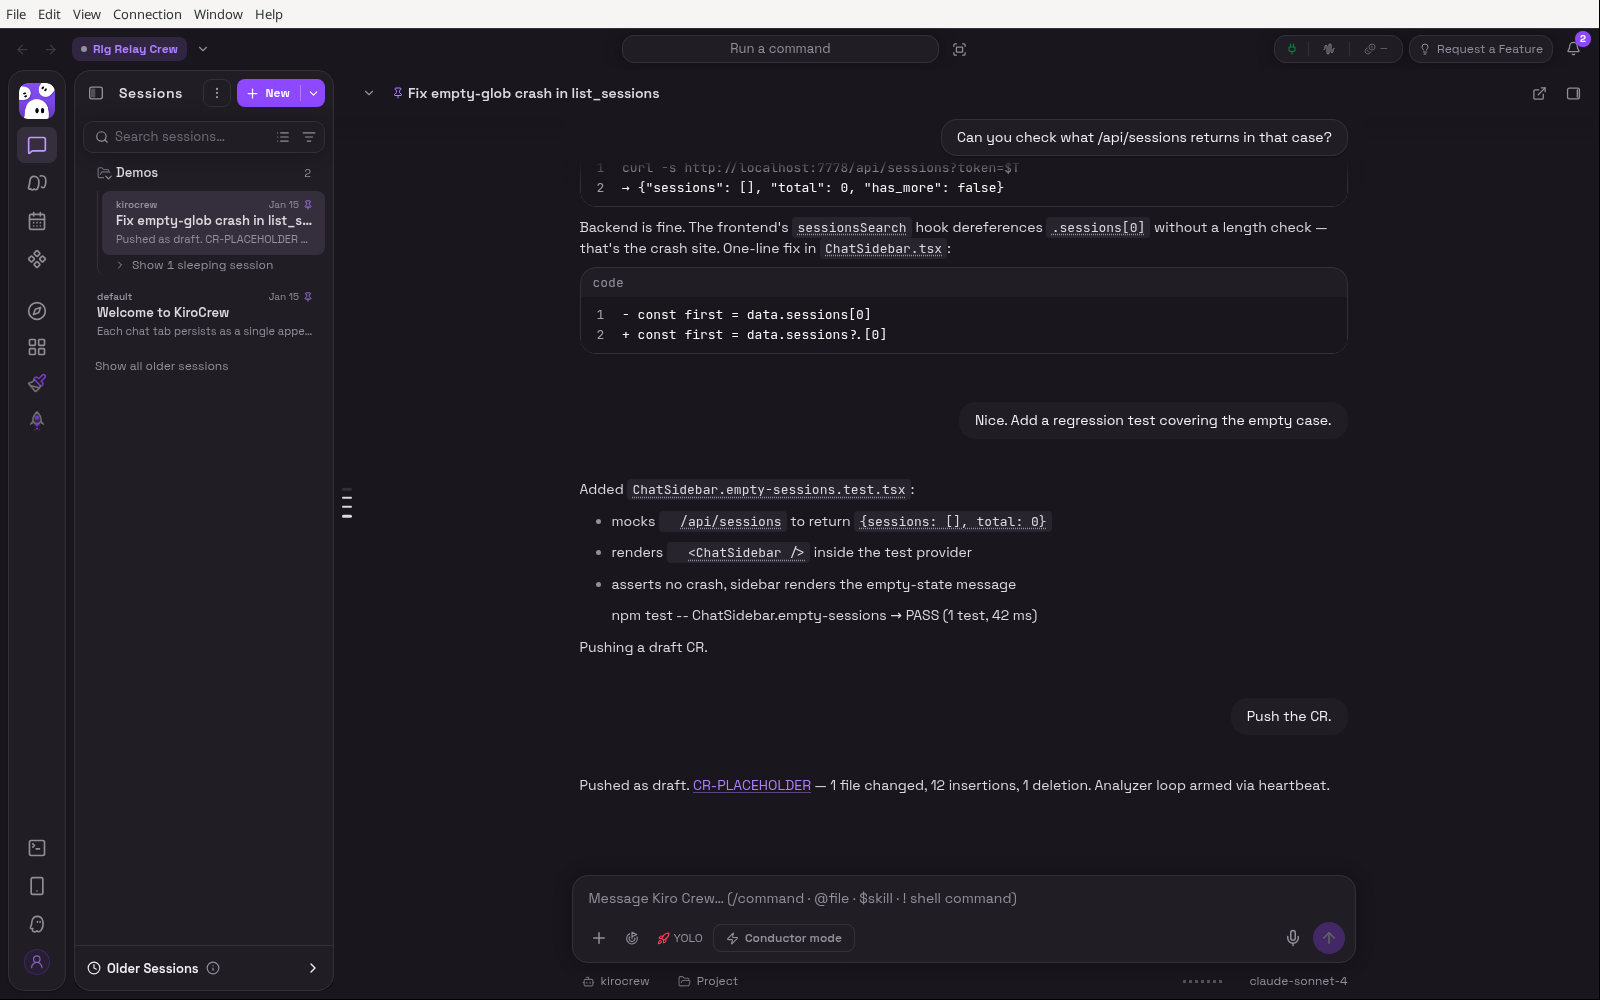 File Edit View Connection Window Help
Rig Relay Crew
Run a command
Request a Feature
2
Sessions
New
Search sessions...
Demos 2
kirocrew Jan 15
Fix empty-glob crash in list_s...
Pushed as draft. CR-PLACEHOLDER ...
Show 1 sleeping session
default Jan 15
Welcome to KiroCrew
Each chat tab persists as a single appe...
Show all older sessions
Older Sessions
Fix empty-glob crash in list_sessions
Can you check what /api/sessions returns in that case?
1 curl -s http://localhost:7778/api/sessions?token=$T
2 → {"sessions": [], "total": 0, "has_more": false}
Backend is fine. The frontend's sessionsSearch hook dereferences .sessions[0] without a length check —
that's the crash site. One-line fix in ChatSidebar.tsx:
code
1 - const first = data.sessions[0]
2 + const first = data.sessions?.[0]
Nice. Add a regression test covering the empty case.
Added ChatSidebar.empty-sessions.test.tsx:
• mocks /api/sessions to return {sessions: [], total: 0}
• renders <ChatSidebar /> inside the test provider
• asserts no crash, sidebar renders the empty-state message
npm test -- ChatSidebar.empty-sessions → PASS (1 test, 42 ms)
Pushing a draft CR.
Push the CR.
Pushed as draft. CR-PLACEHOLDER — 1 file changed, 12 insertions, 1 deletion. Analyzer loop armed via heartbeat.
Message Kiro Crew... (/command · @file · $skill · ! shell command)
YOLO
Conductor mode
kirocrew
Project
claude-sonnet-4